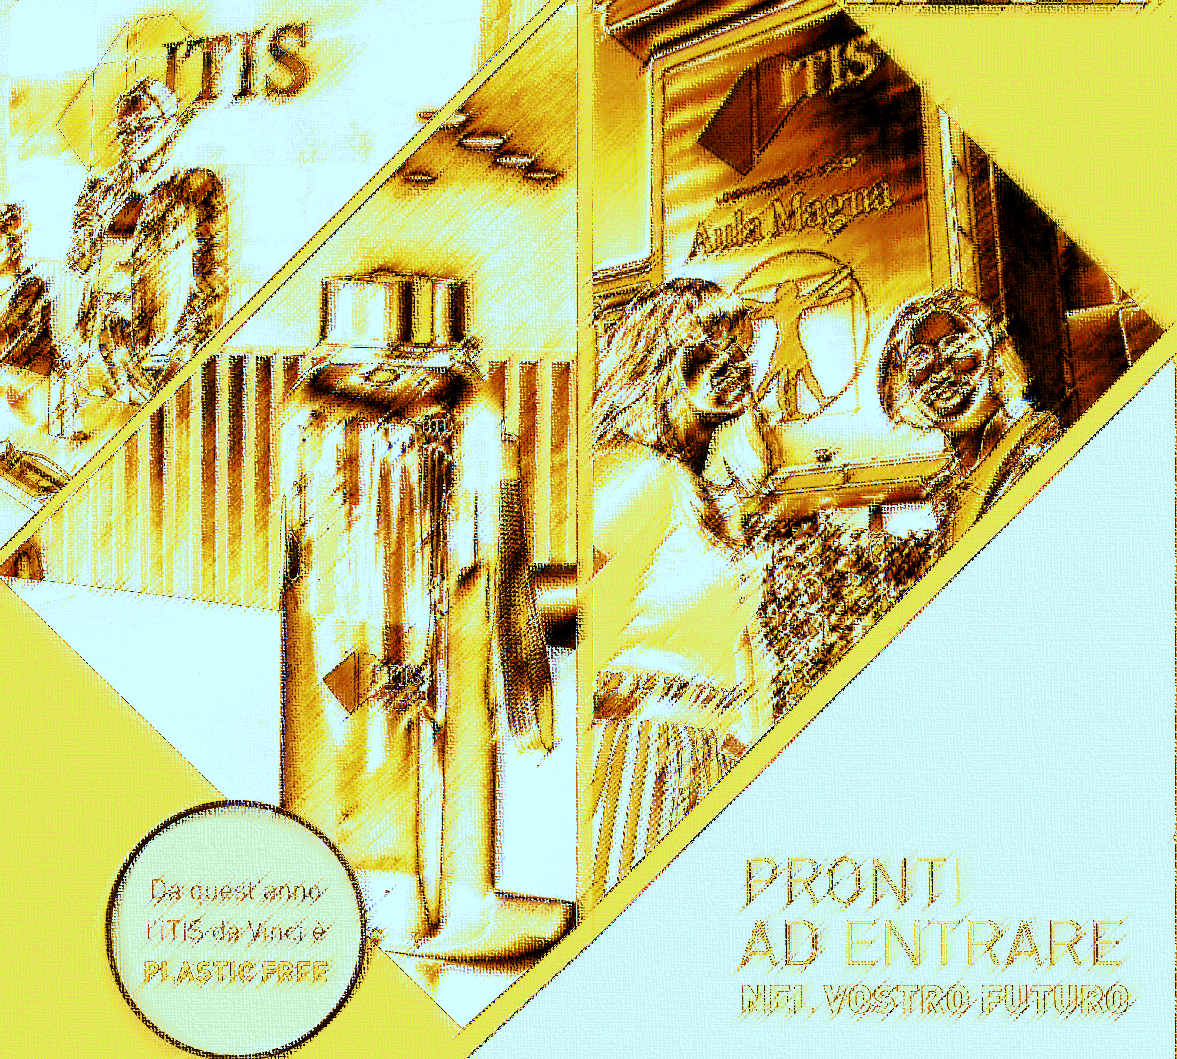 ITIS
ITIS
Aula Magna
ITIS
Da quest'anno
l'ITIS da Vinci è
PLASTIC FREE
PRONTI
AD ENTRARE
NEL VOSTRO FUTURO